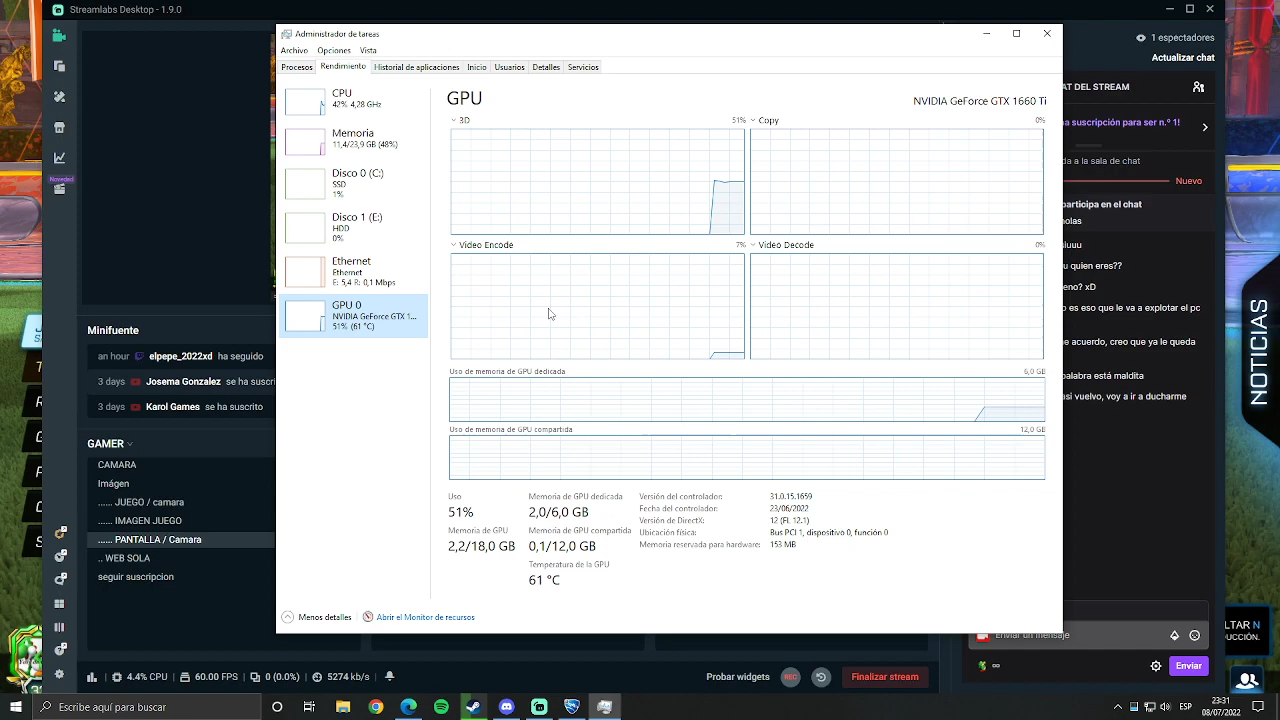 Streamlabs Desktop - 1.9.0
1 espectadores
Actualizar chat
Administrador de tareas
Archivo Opciones Vista
Procesos Rendimiento Historial de aplicaciones Inicio Usuarios Detalles Servicios
CPU
42% 4,28 GHz
Memoria
11,4/23,9 GB (48%)
Disco 0 (C:)
SSD
1%
Disco 1 (E:)
HDD
0%
Ethernet
Ethernet
E: 5,4 R: 0,1 Mbps
GPU 0
NVIDIA GeForce GTX 1...
51% (61 °C)
GPU
NVIDIA GeForce GTX 1660 Ti
3D 51%
Copy 0%
Video Encode 7%
Video Decode 0%
Uso de memoria de GPU dedicada 6,0 GB
Uso de memoria de GPU compartida 12,0 GB
Uso
51%
Memoria de GPU dedicada
2,0/6,0 GB
Memoria de GPU
2,2/18,0 GB
Memoria de GPU compartida
0,1/12,0 GB
Temperatura de la GPU
61 °C
Versión del controlador: 31.0.15.1659
Fecha del controlador: 23/06/2022
Versión de DirectX: 12 (FL 12.1)
Ubicación física: Bus PCI 1, dispositivo 0, función 0
Memoria reservada para hardware: 153 MB
Menos detalles
Abrir el Monitor de recursos
Novedad
Minifuente
an hour elpepe_2022xd ha seguido
3 days Josema Gonzalez se ha suscri
3 days Karol Games se ha suscrito
GAMER
CAMARA
Imágen
...... JUEGO / camara
...... IMAGEN JUEGO
...... PANTALLA / Camara
,, WEB SOLA
seguir suscripcion
AT DEL STREAM
a suscripción para ser n.º 1!
da a la sala de chat
Nuevo
participa en el chat
holas
sluuu
u quien eres??
eno? R: xD
a vuelvo, que se le va a explotar el pc
e acuerdo, creo que ya le queda
palabra está maldita
asi vuelvo, voy a ir a ducharme
Enviar un mensaje
Enviar
NOTICIAS
LTAR N
DUCCIÓN.
4.4% CPU
60.00 FPS
0 (0.0%)
5274 kb/s
Probar widgets
REC
Finalizar stream
Escribe aquí para buscar
ESP
23:31
08/07/2022